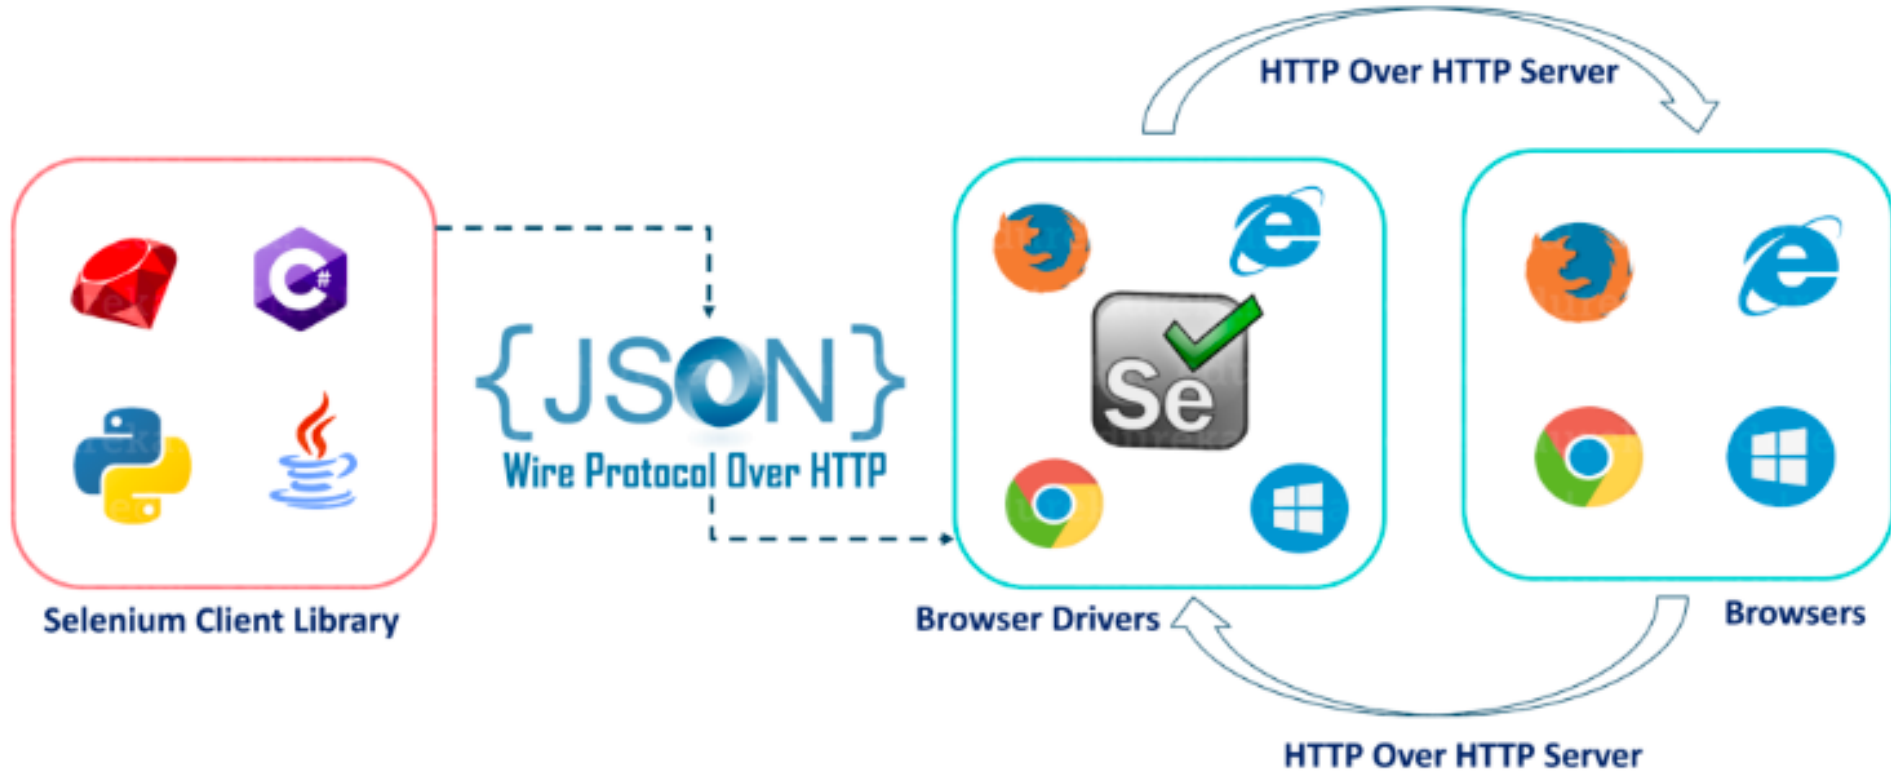 HTTP Over HTTP Server
C#
{JSON}
Wire Protocol Over HTTP
Se
Selenium Client Library
Browser Drivers
Browsers
HTTP Over HTTP Server